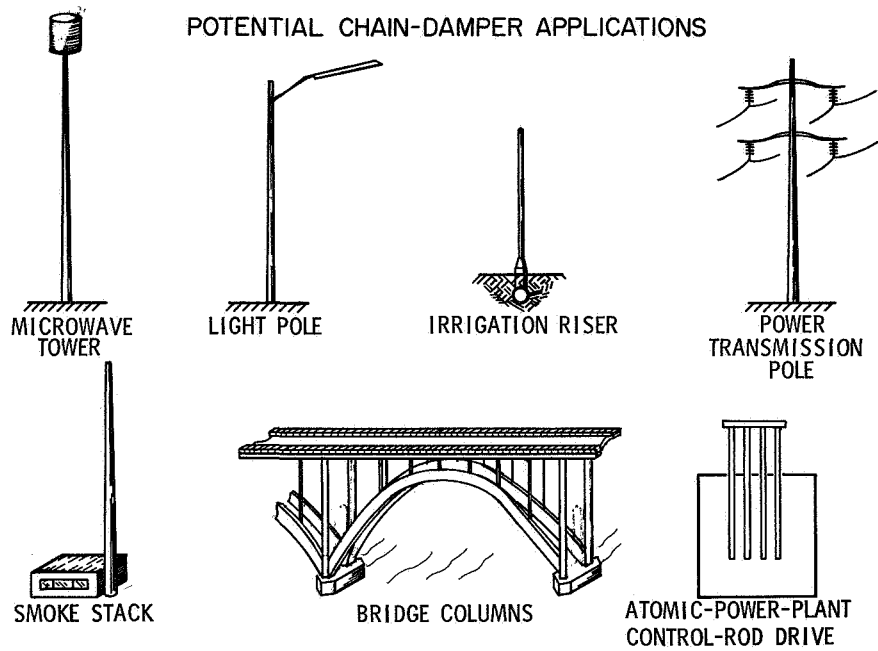 POTENTIAL CHAIN-DAMPER APPLICATIONS
MICROWAVE
TOWER
LIGHT POLE
IRRIGATION RISER
POWER
TRANSMISSION
POLE
SMOKE STACK
BRIDGE COLUMNS
ATOMIC-POWER-PLANT
CONTROL-ROD DRIVE